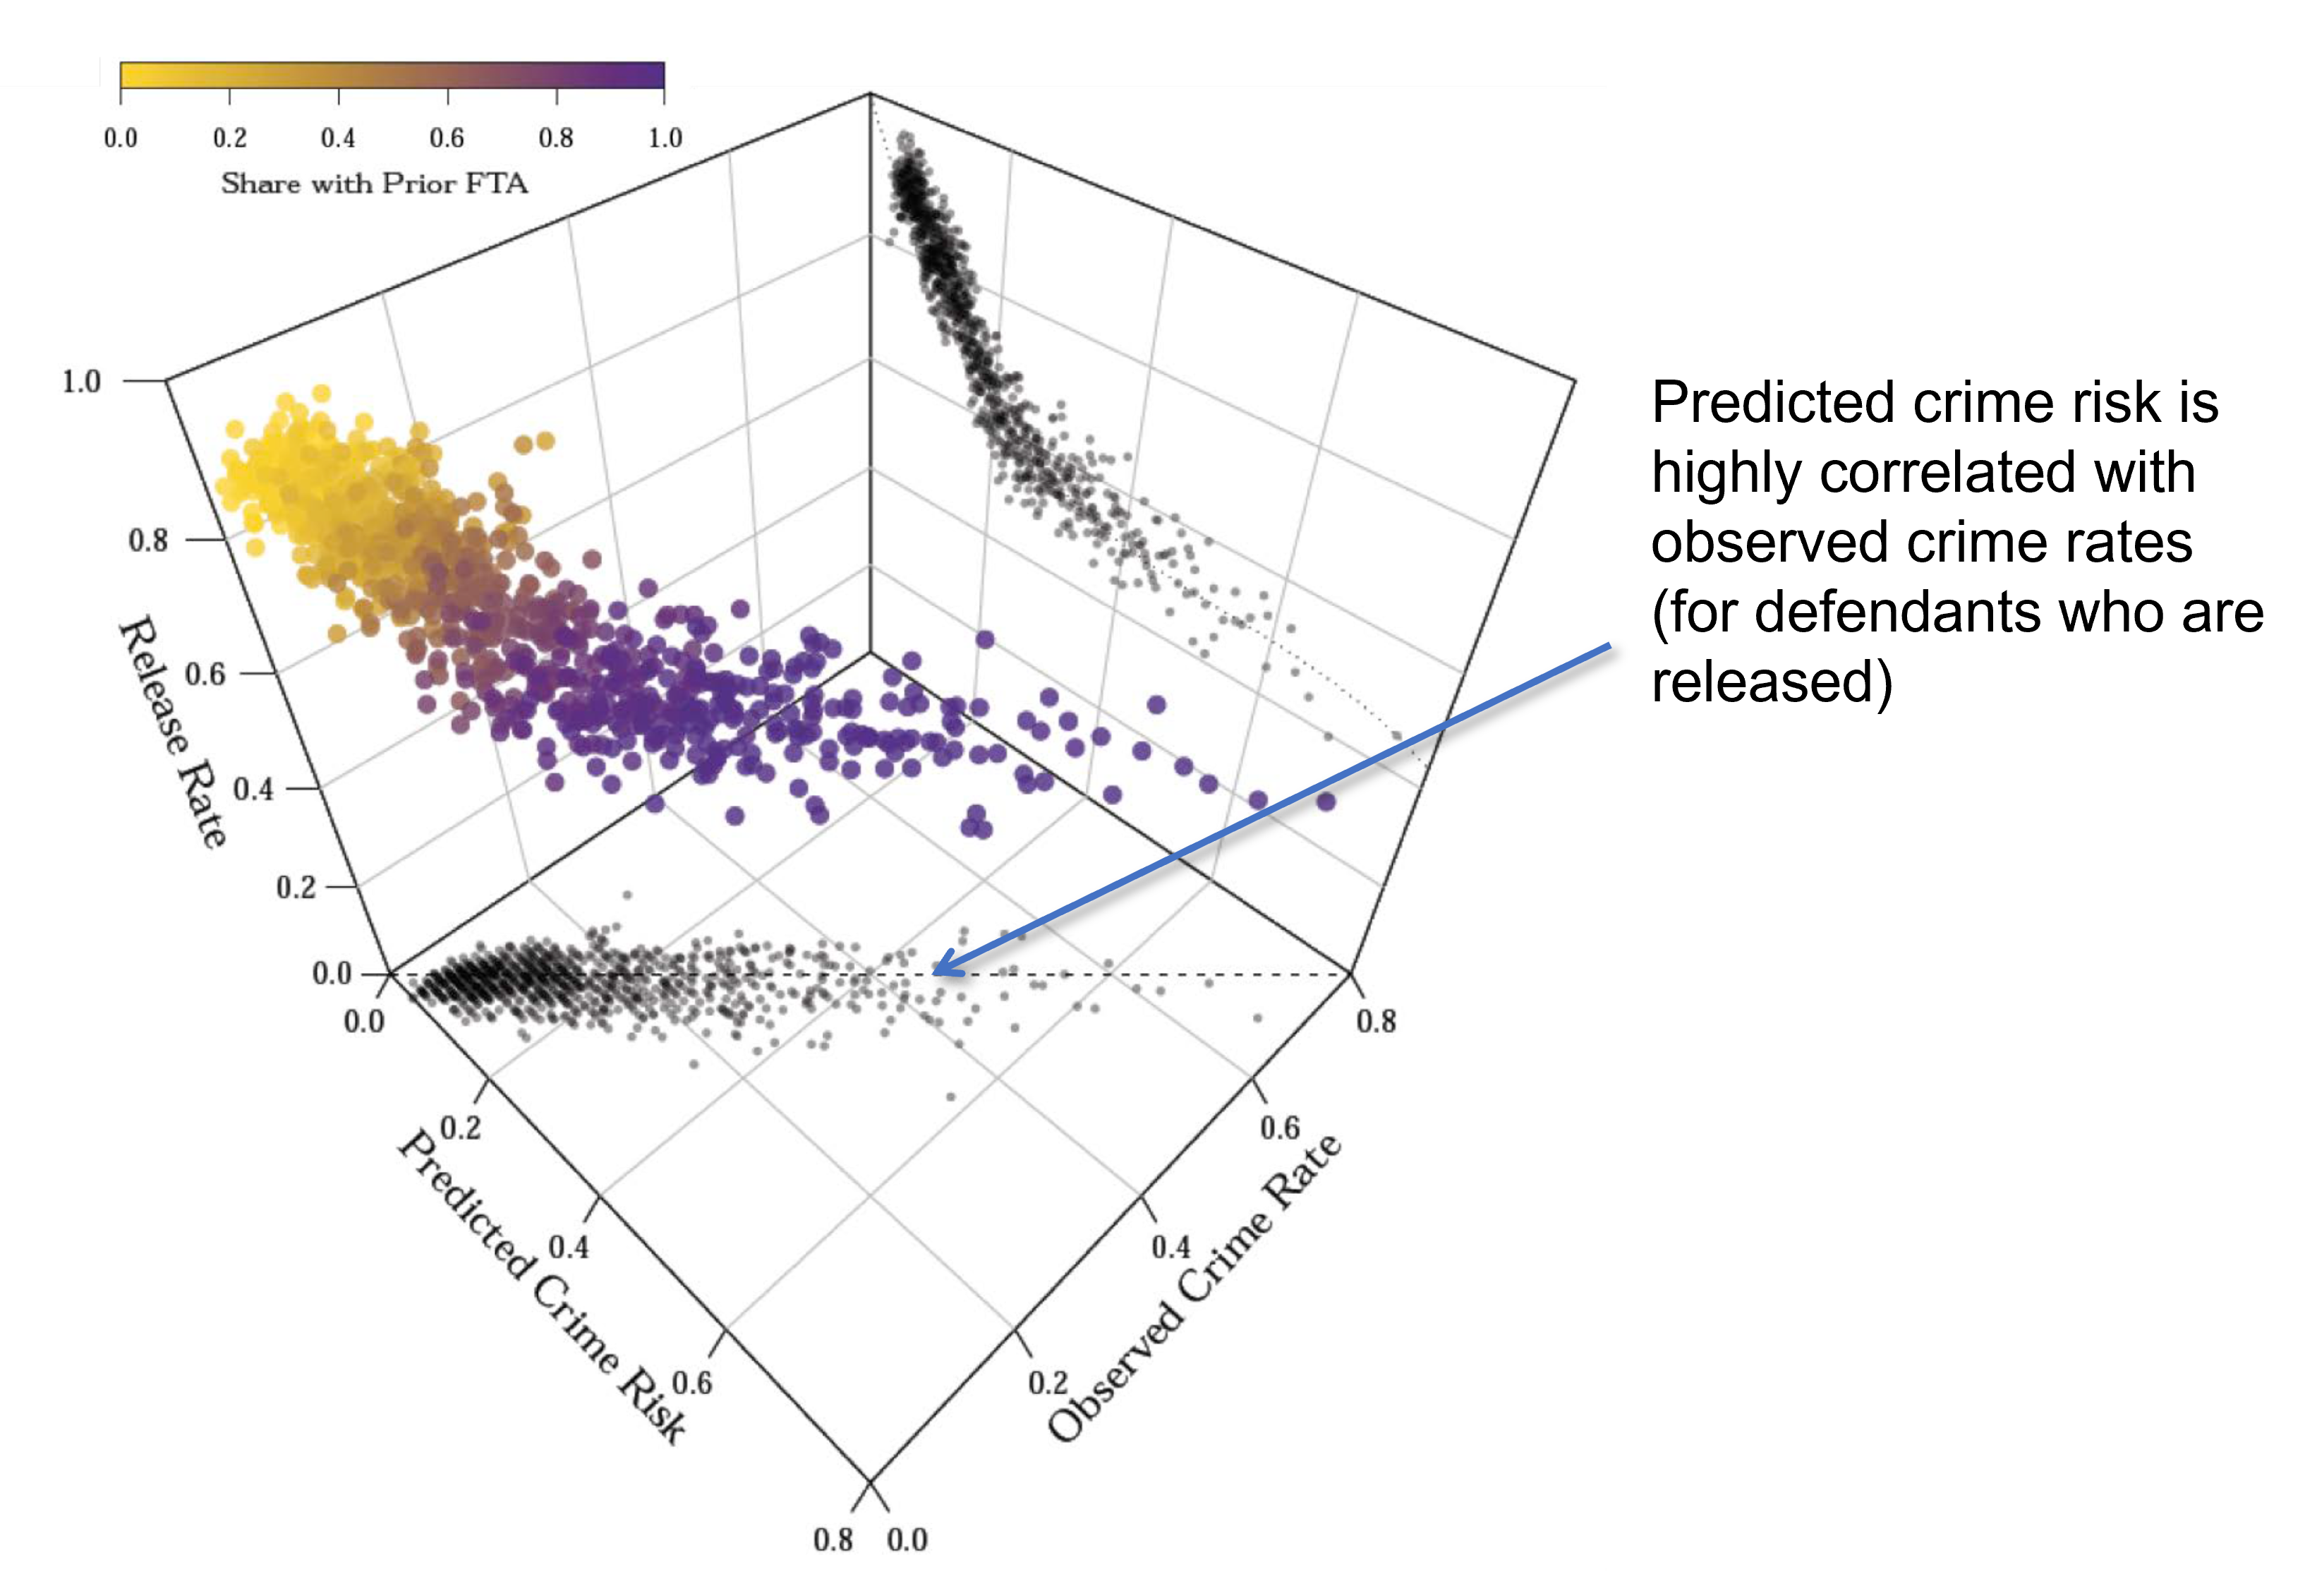 0.0 0.2 0.4 0.6 0.8 1.0
Share with Prior FTA
1.0
0.8
0.6
0.4
0.2
0.0
Release Rate
0.0
0.2
0.4
0.6
0.8
Predicted Crime Risk
0.0
0.2
0.4
0.6
0.8
Observed Crime Rate
Predicted crime risk is
highly correlated with
observed crime rates
(for defendants who are
released)